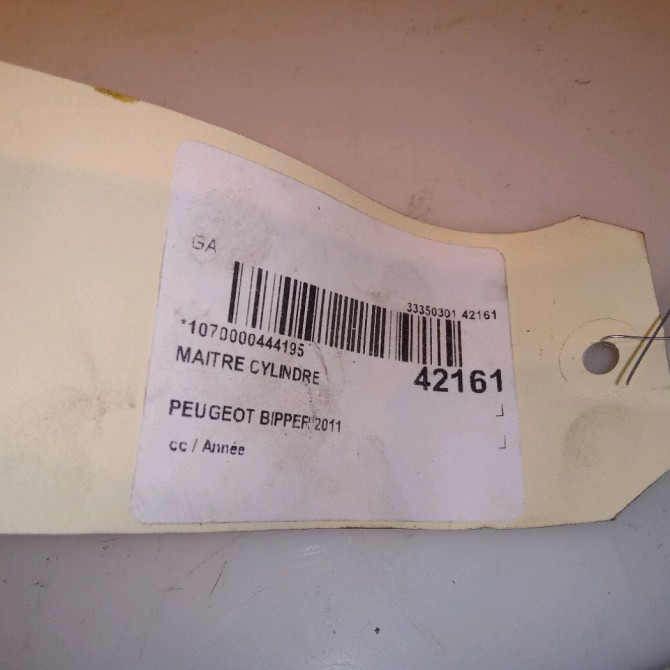 GA
33350301 42161
*1070000444195*
MAITRE CYLINDRE
42161
PEUGEOT BIPPER 2011
cc / Année